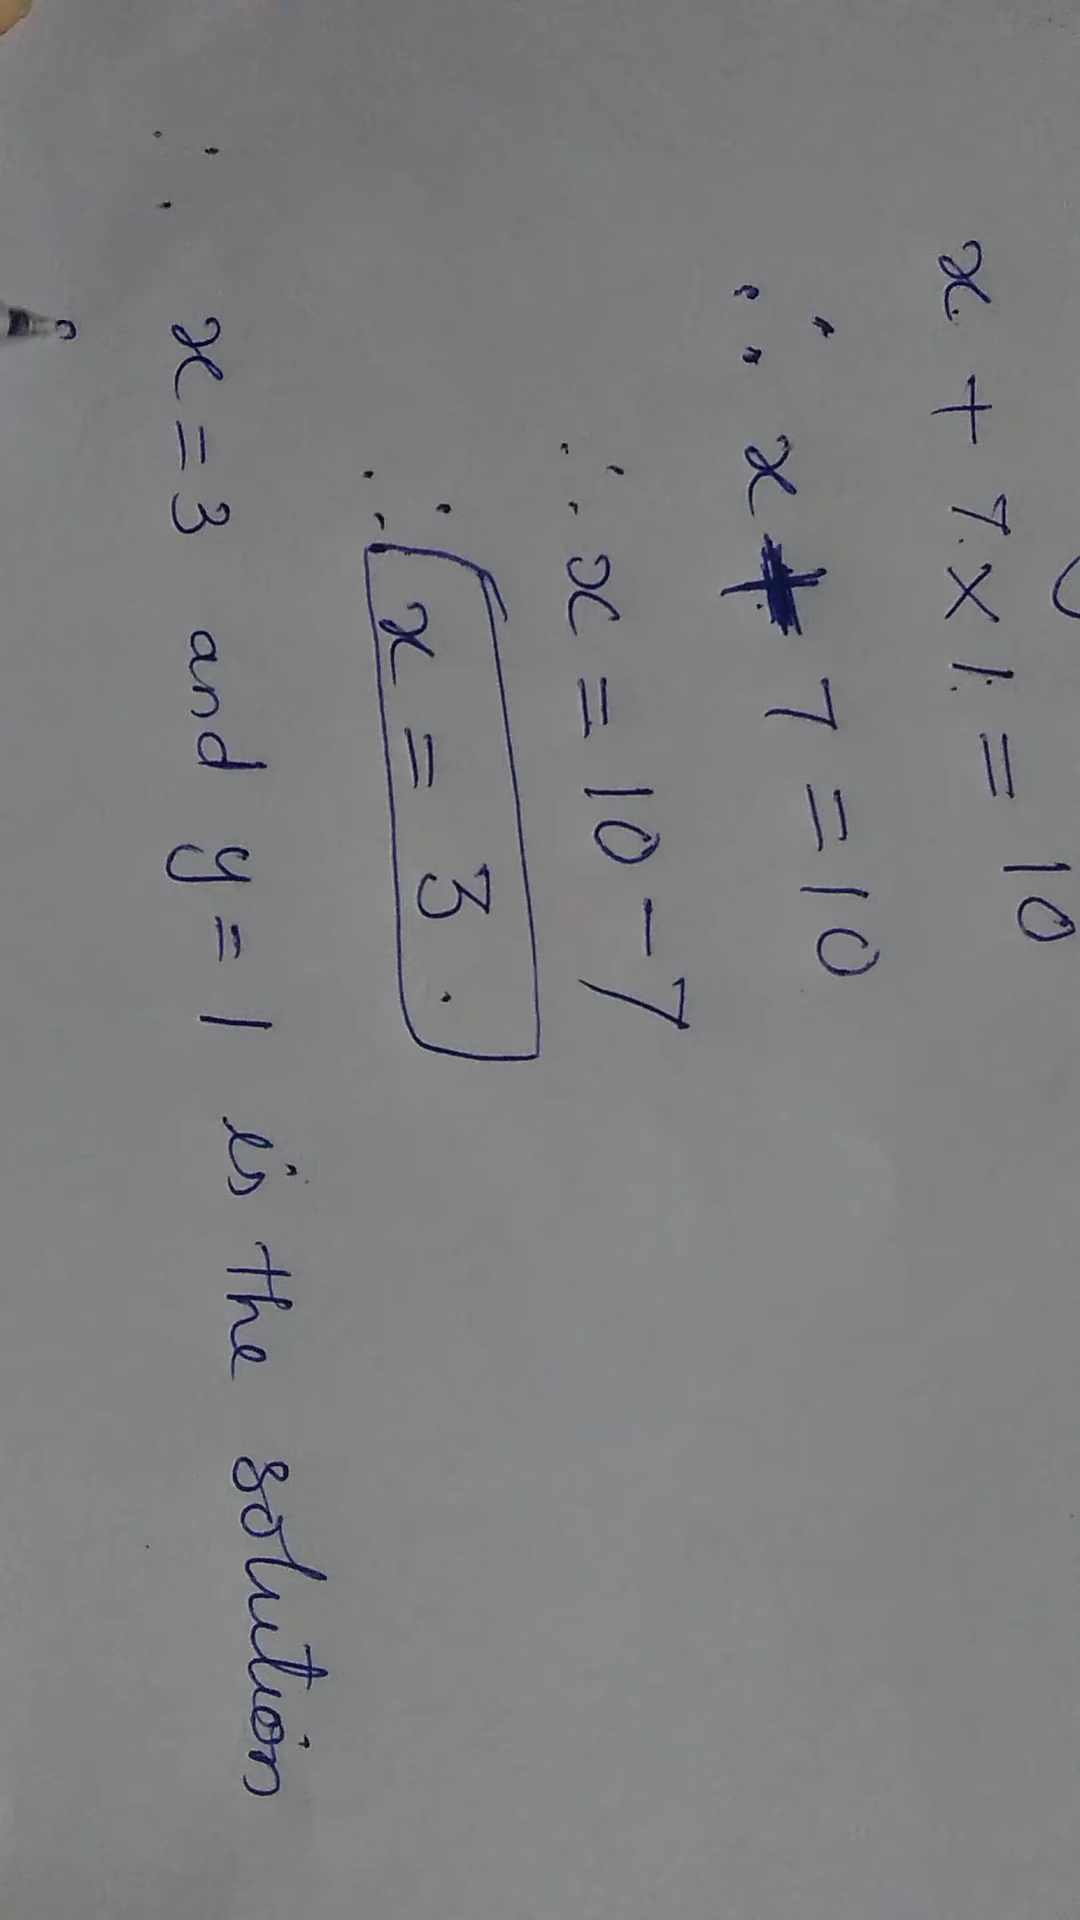 x + 7 × 1 = 10
∴ x + 7 = 10
∴ x = 10 - 7
∴ x = 3.
∴ x = 3 and y = 1 is the solution